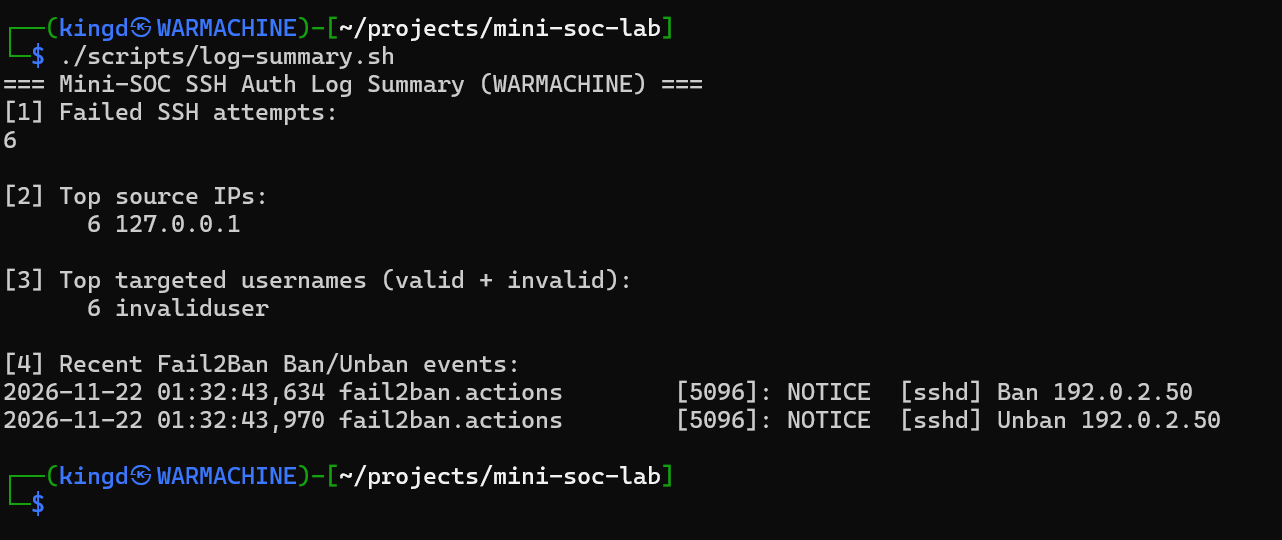 ┌──(kingd㉿WARMACHINE)-[~/projects/mini-soc-lab]
└─$ ./scripts/log-summary.sh
=== Mini-SOC SSH Auth Log Summary (WARMACHINE) ===
[1] Failed SSH attempts:
6
[2] Top source IPs:
      6 127.0.0.1
[3] Top targeted usernames (valid + invalid):
      6 invaliduser
[4] Recent Fail2Ban Ban/Unban events:
2026-11-22 01:32:43,634 fail2ban.actions        [5096]: NOTICE  [sshd] Ban 192.0.2.50
2026-11-22 01:32:43,970 fail2ban.actions        [5096]: NOTICE  [sshd] Unban 192.0.2.50
┌──(kingd㉿WARMACHINE)-[~/projects/mini-soc-lab]
└─$